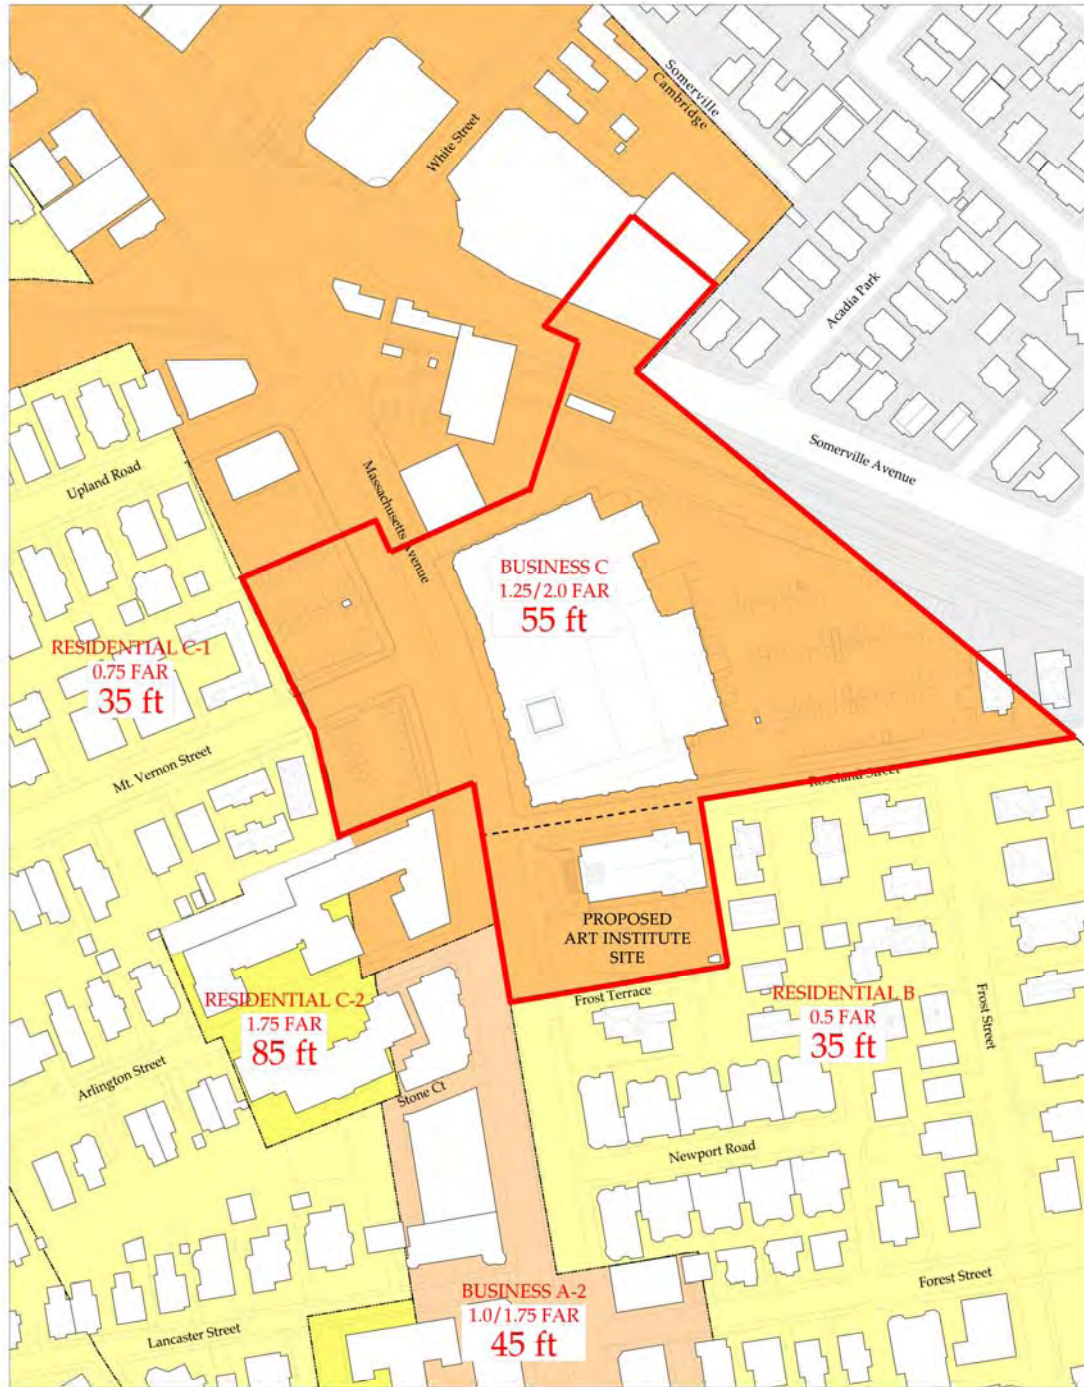 Somerville
Cambridge
White Street
Acadia Park
Somerville Avenue
Massachusetts Avenue
Upland Road
BUSINESS C
1.25/2.0 FAR
55 ft
RESIDENTIAL C-1
0.75 FAR
35 ft
Mt. Vernon Street
Roseland Street
PROPOSED
ART INSTITUTE
SITE
Frost Terrace
RESIDENTIAL C-2
1.75 FAR
85 ft
RESIDENTIAL B
0.5 FAR
35 ft
Frost Street
Arlington Street
Stone Ct
Newport Road
BUSINESS A-2
1.0/1.75 FAR
45 ft
Forest Street
Lancaster Street